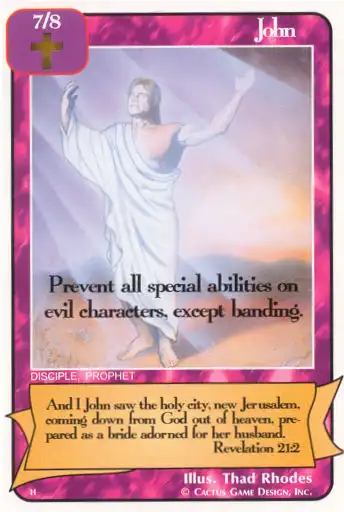 7/8
John
Prevent all special abilities on
evil characters, except banding.
DISCIPLE, PROPHET
And I John saw the holy city, new Jerusalem,
coming down from God out of heaven, pre-
pared as a bride adorned for her husband.
Revelation 21:2
Illus. Thad Rhodes
H
© Cactus Game Design, Inc.